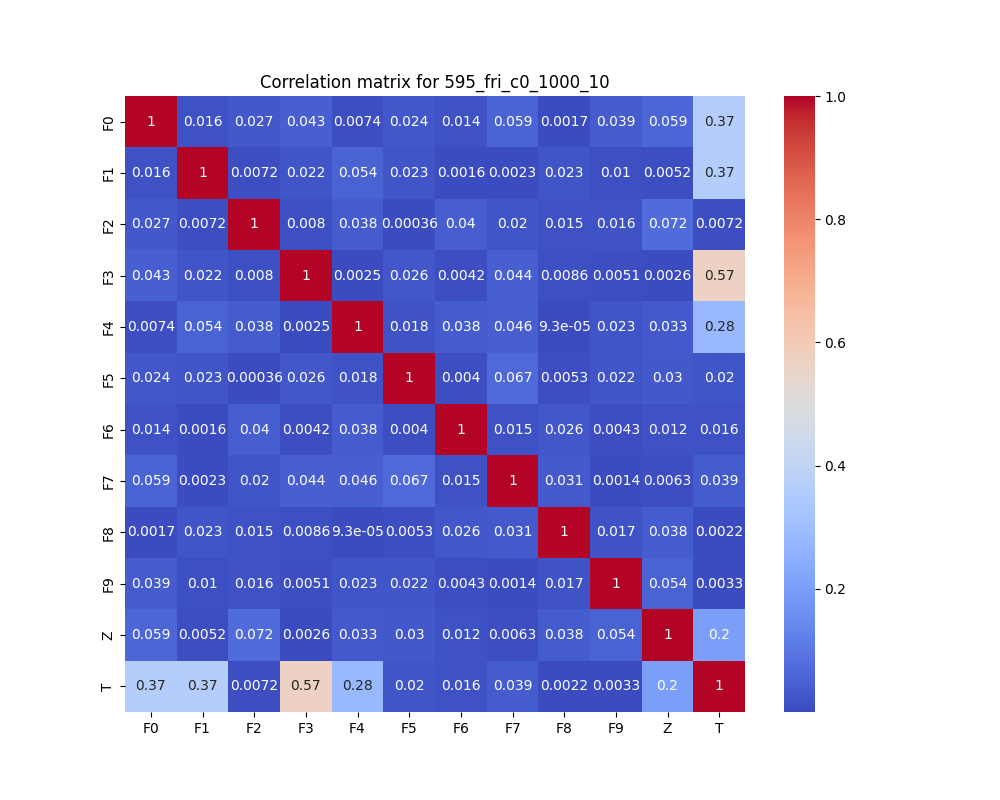 Correlation matrix for 595_fri_c0_1000_10
F0 1 0.016 0.027 0.043 0.0074 0.024 0.014 0.059 0.0017 0.039 0.059 0.37
F1 0.016 1 0.0072 0.022 0.054 0.023 0.0016 0.0023 0.023 0.01 0.0052 0.37
F2 0.027 0.0072 1 0.008 0.038 0.00036 0.04 0.02 0.015 0.016 0.072 0.0072
F3 0.043 0.022 0.008 1 0.0025 0.026 0.0042 0.044 0.0086 0.0051 0.0026 0.57
F4 0.0074 0.054 0.038 0.0025 1 0.018 0.038 0.046 9.3e-05 0.023 0.033 0.28
F5 0.024 0.023 0.00036 0.026 0.018 1 0.004 0.067 0.0053 0.022 0.03 0.02
F6 0.014 0.0016 0.04 0.0042 0.038 0.004 1 0.015 0.026 0.0043 0.012 0.016
F7 0.059 0.0023 0.02 0.044 0.046 0.067 0.015 1 0.031 0.0014 0.0063 0.039
F8 0.0017 0.023 0.015 0.0086 9.3e-05 0.0053 0.026 0.031 1 0.017 0.038 0.0022
F9 0.039 0.01 0.016 0.0051 0.023 0.022 0.0043 0.0014 0.017 1 0.054 0.0033
Z 0.059 0.0052 0.072 0.0026 0.033 0.03 0.012 0.0063 0.038 0.054 1 0.2
T 0.37 0.37 0.0072 0.57 0.28 0.02 0.016 0.039 0.0022 0.0033 0.2 1
F0 F1 F2 F3 F4 F5 F6 F7 F8 F9 Z T
1.0
0.8
0.6
0.4
0.2